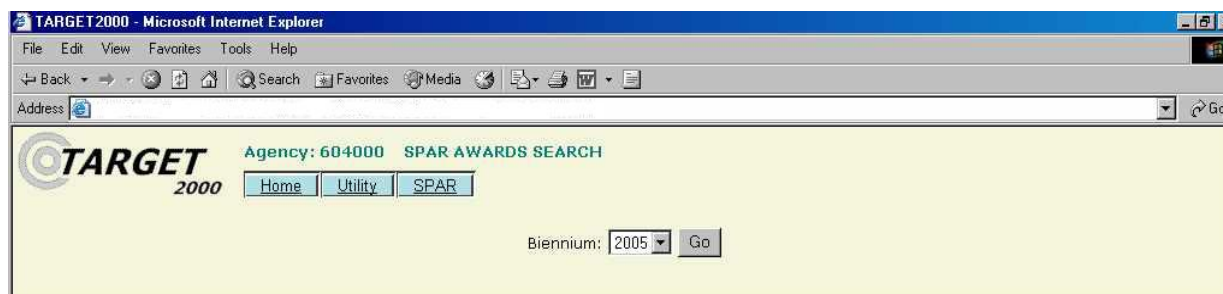 TARGET2000 - Microsoft Internet Explorer
File Edit View Favorites Tools Help
Back Search Favorites Media
Address Go
TARGET 2000
Agency: 604000 SPAR AWARDS SEARCH
Home Utility SPAR
Biennium: 2005 Go